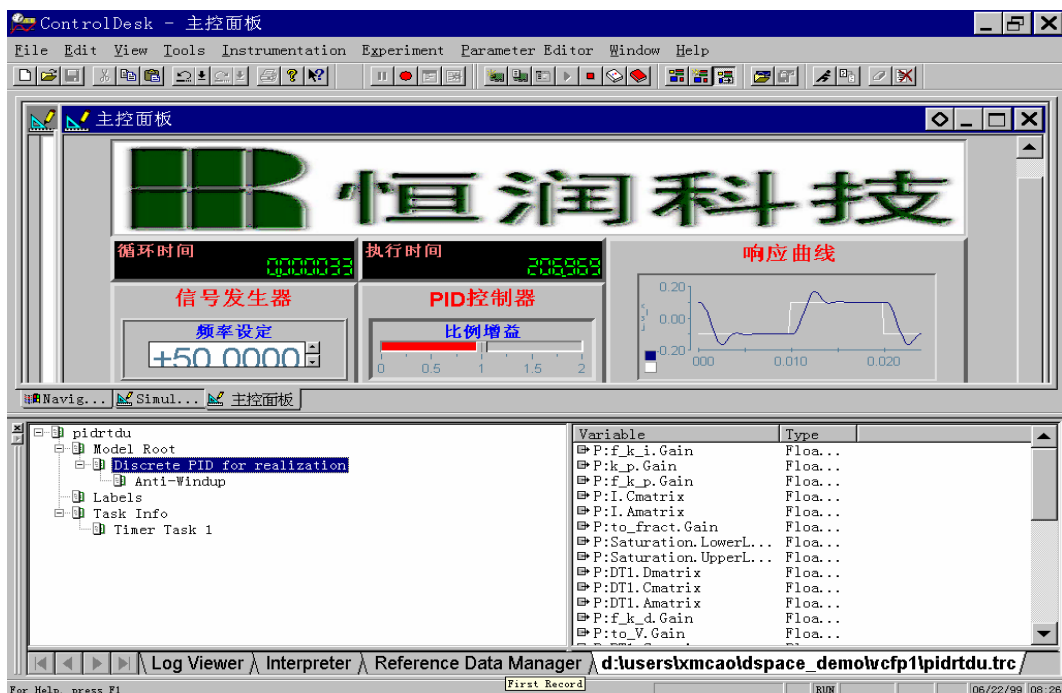 ControlDesk - 主控面板
File Edit View Tools Instrumentation Experiment Parameter Editor Window Help
主控面板
恒润科技
循环时间
0.000033
执行时间
206.969
响应曲线
信号发生器
PID控制器
频率设定
+50.0000
比例增益
0 0.5 1 1.5 2
0.20
0.00
-0.20
000 0.010 0.020
Navig... Simul... 主控面板
pidrtdu
Model Root
Discrete PID for realization
Anti-Windup
Labels
Task Info
Timer Task 1
Variable Type
P:f_k_i.Gain Floa...
P:k_p.Gain Floa...
P:f_k_p.Gain Floa...
P:I.Cmatrix Floa...
P:I.Amatrix Floa...
P:to_fract.Gain Floa...
P:Saturation.LowerL... Floa...
P:Saturation.UpperL... Floa...
P:DT1.Dmatrix Floa...
P:DT1.Cmatrix Floa...
P:DT1.Amatrix Floa...
P:f_k_d.Gain Floa...
P:to_V.Gain Floa...
Log Viewer Interpreter Reference Data Manager d:\users\xmcao\dspace_demo\vcfp1\pidrtdu.trc
First Record
For Help, press F1
RUN 06/22/99 08:29